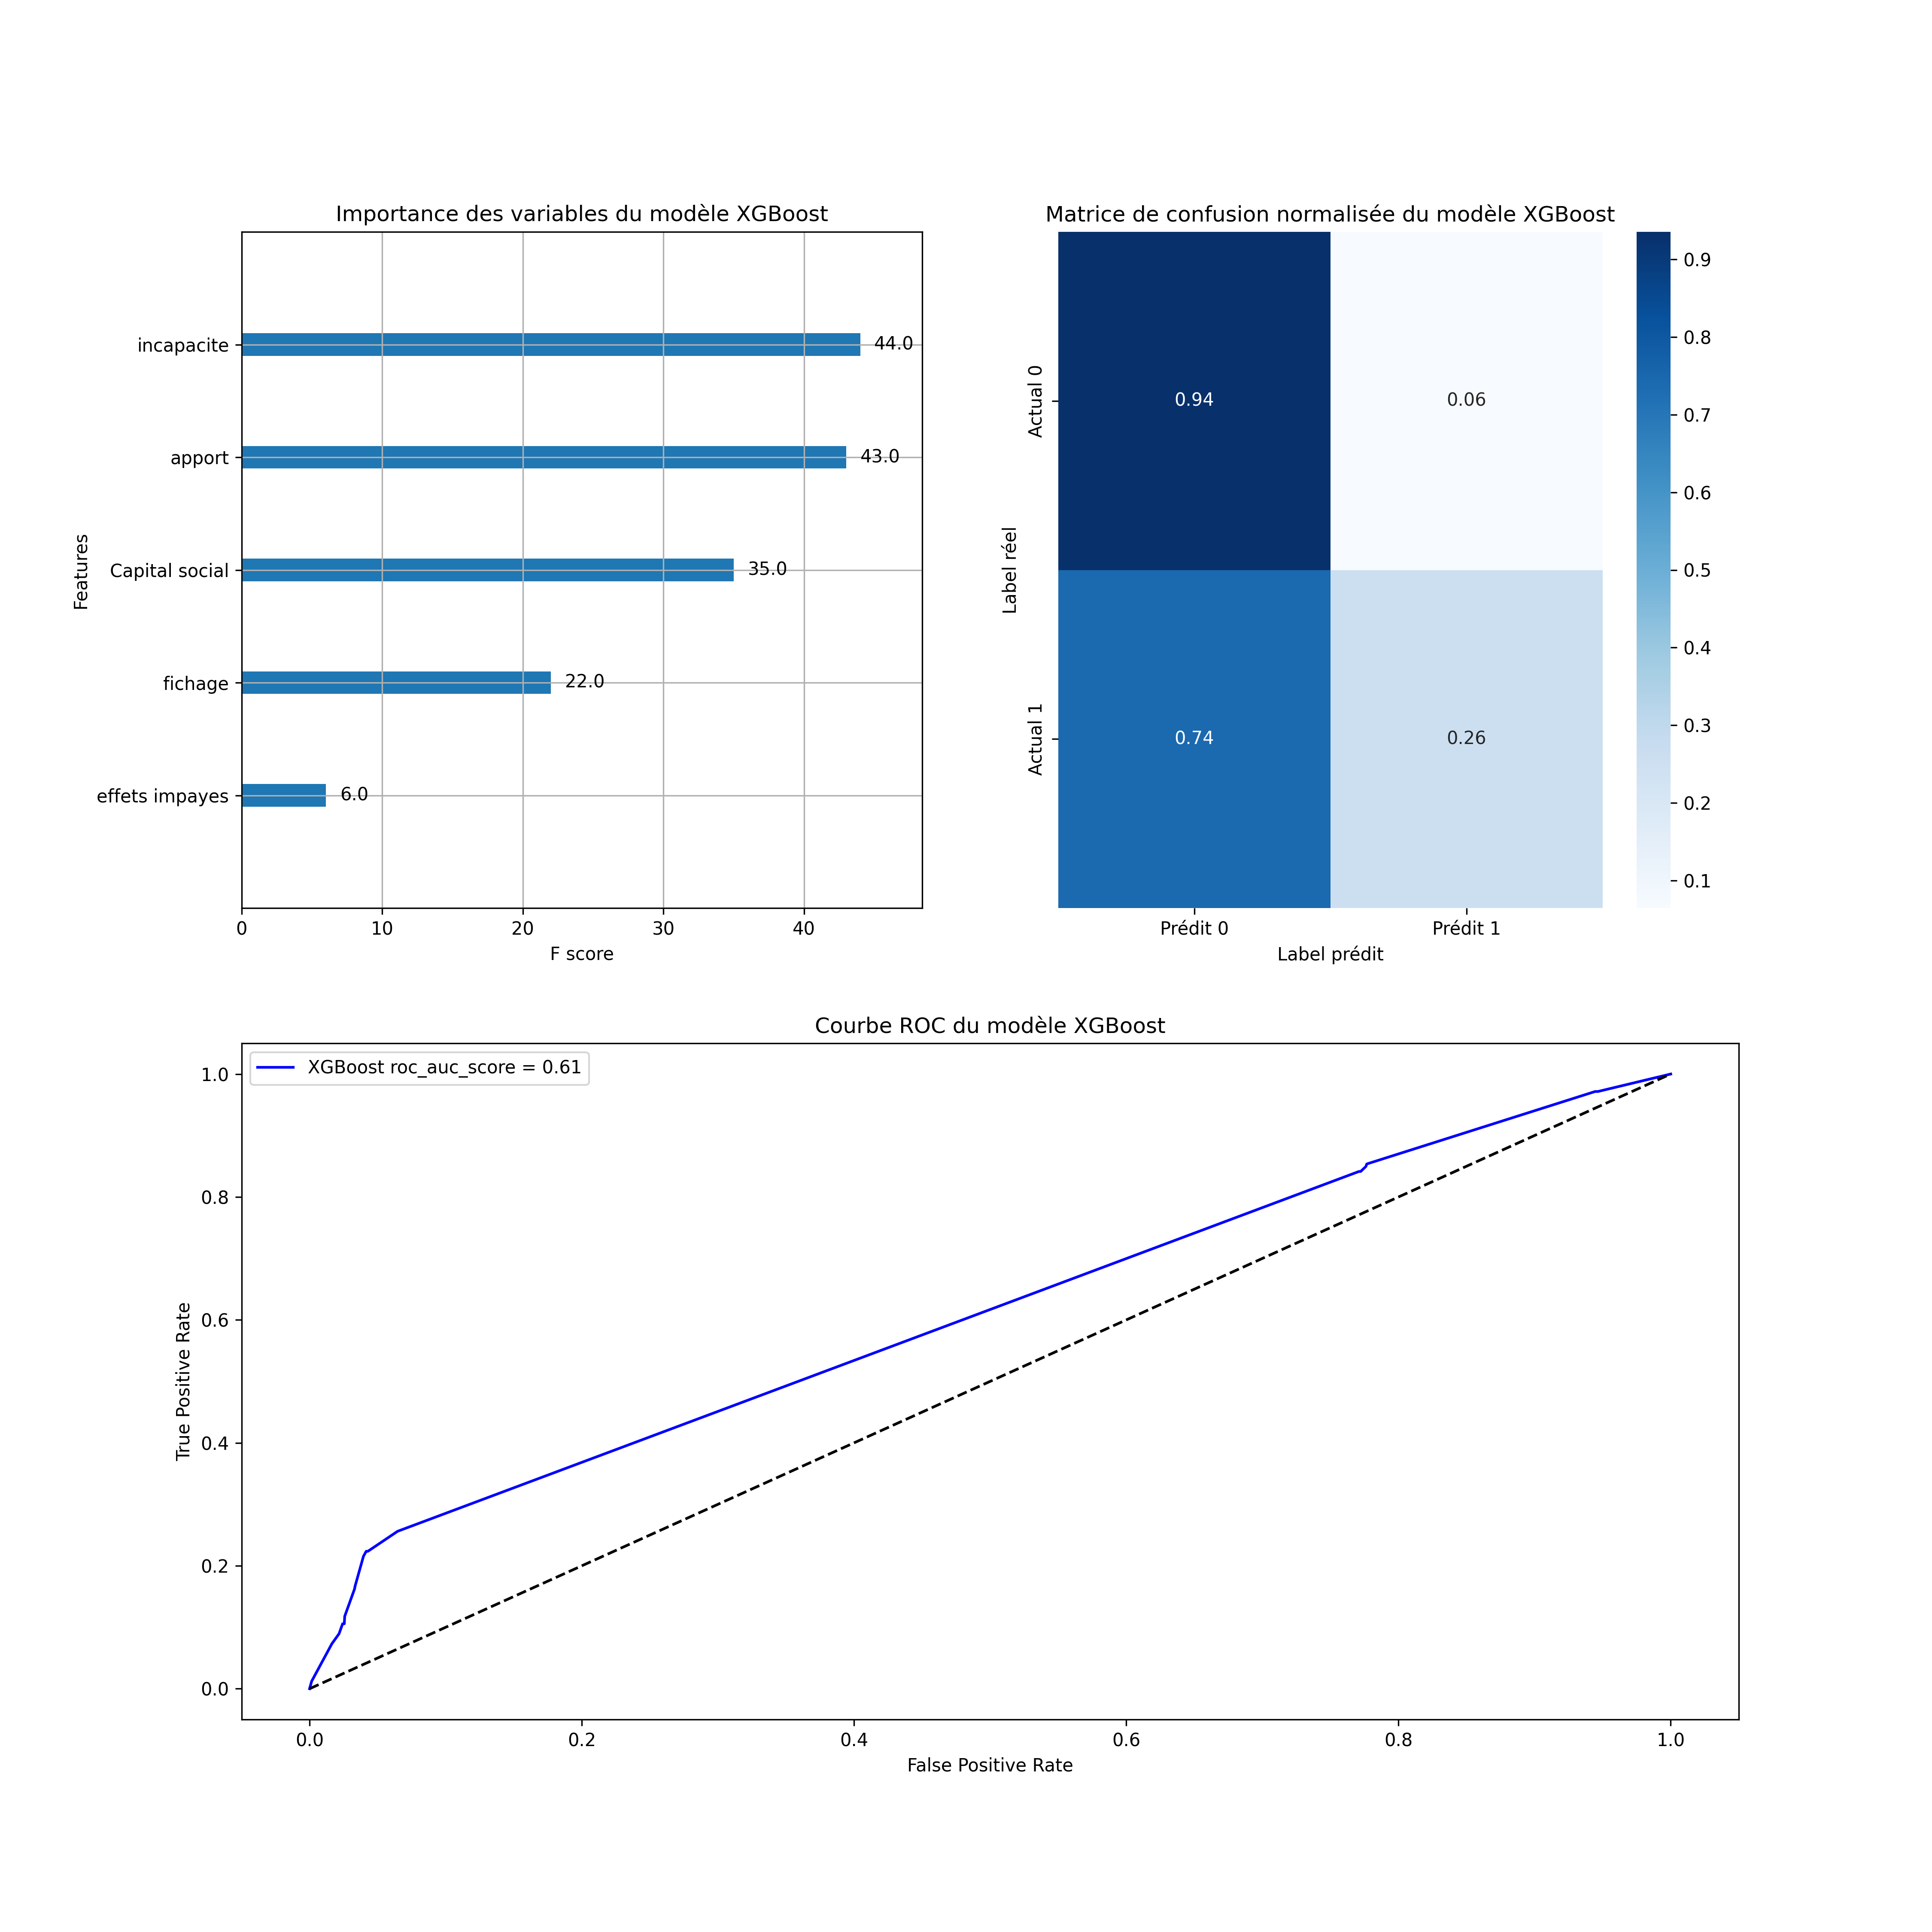 Importance des variables du modèle XGBoost
Features
incapacite
44.0
apport
43.0
Capital social
35.0
fichage
22.0
effets impayes
6.0
0 10 20 30 40
F score
Matrice de confusion normalisée du modèle XGBoost
Label réel
Actual 0
0.94 0.06
Actual 1
0.74 0.26
Prédit 0 Prédit 1
Label prédit
0.9
0.8
0.7
0.6
0.5
0.4
0.3
0.2
0.1
Courbe ROC du modèle XGBoost
XGBoost roc_auc_score = 0.61
True Positive Rate
1.0
0.8
0.6
0.4
0.2
0.0
0.0 0.2 0.4 0.6 0.8 1.0
False Positive Rate